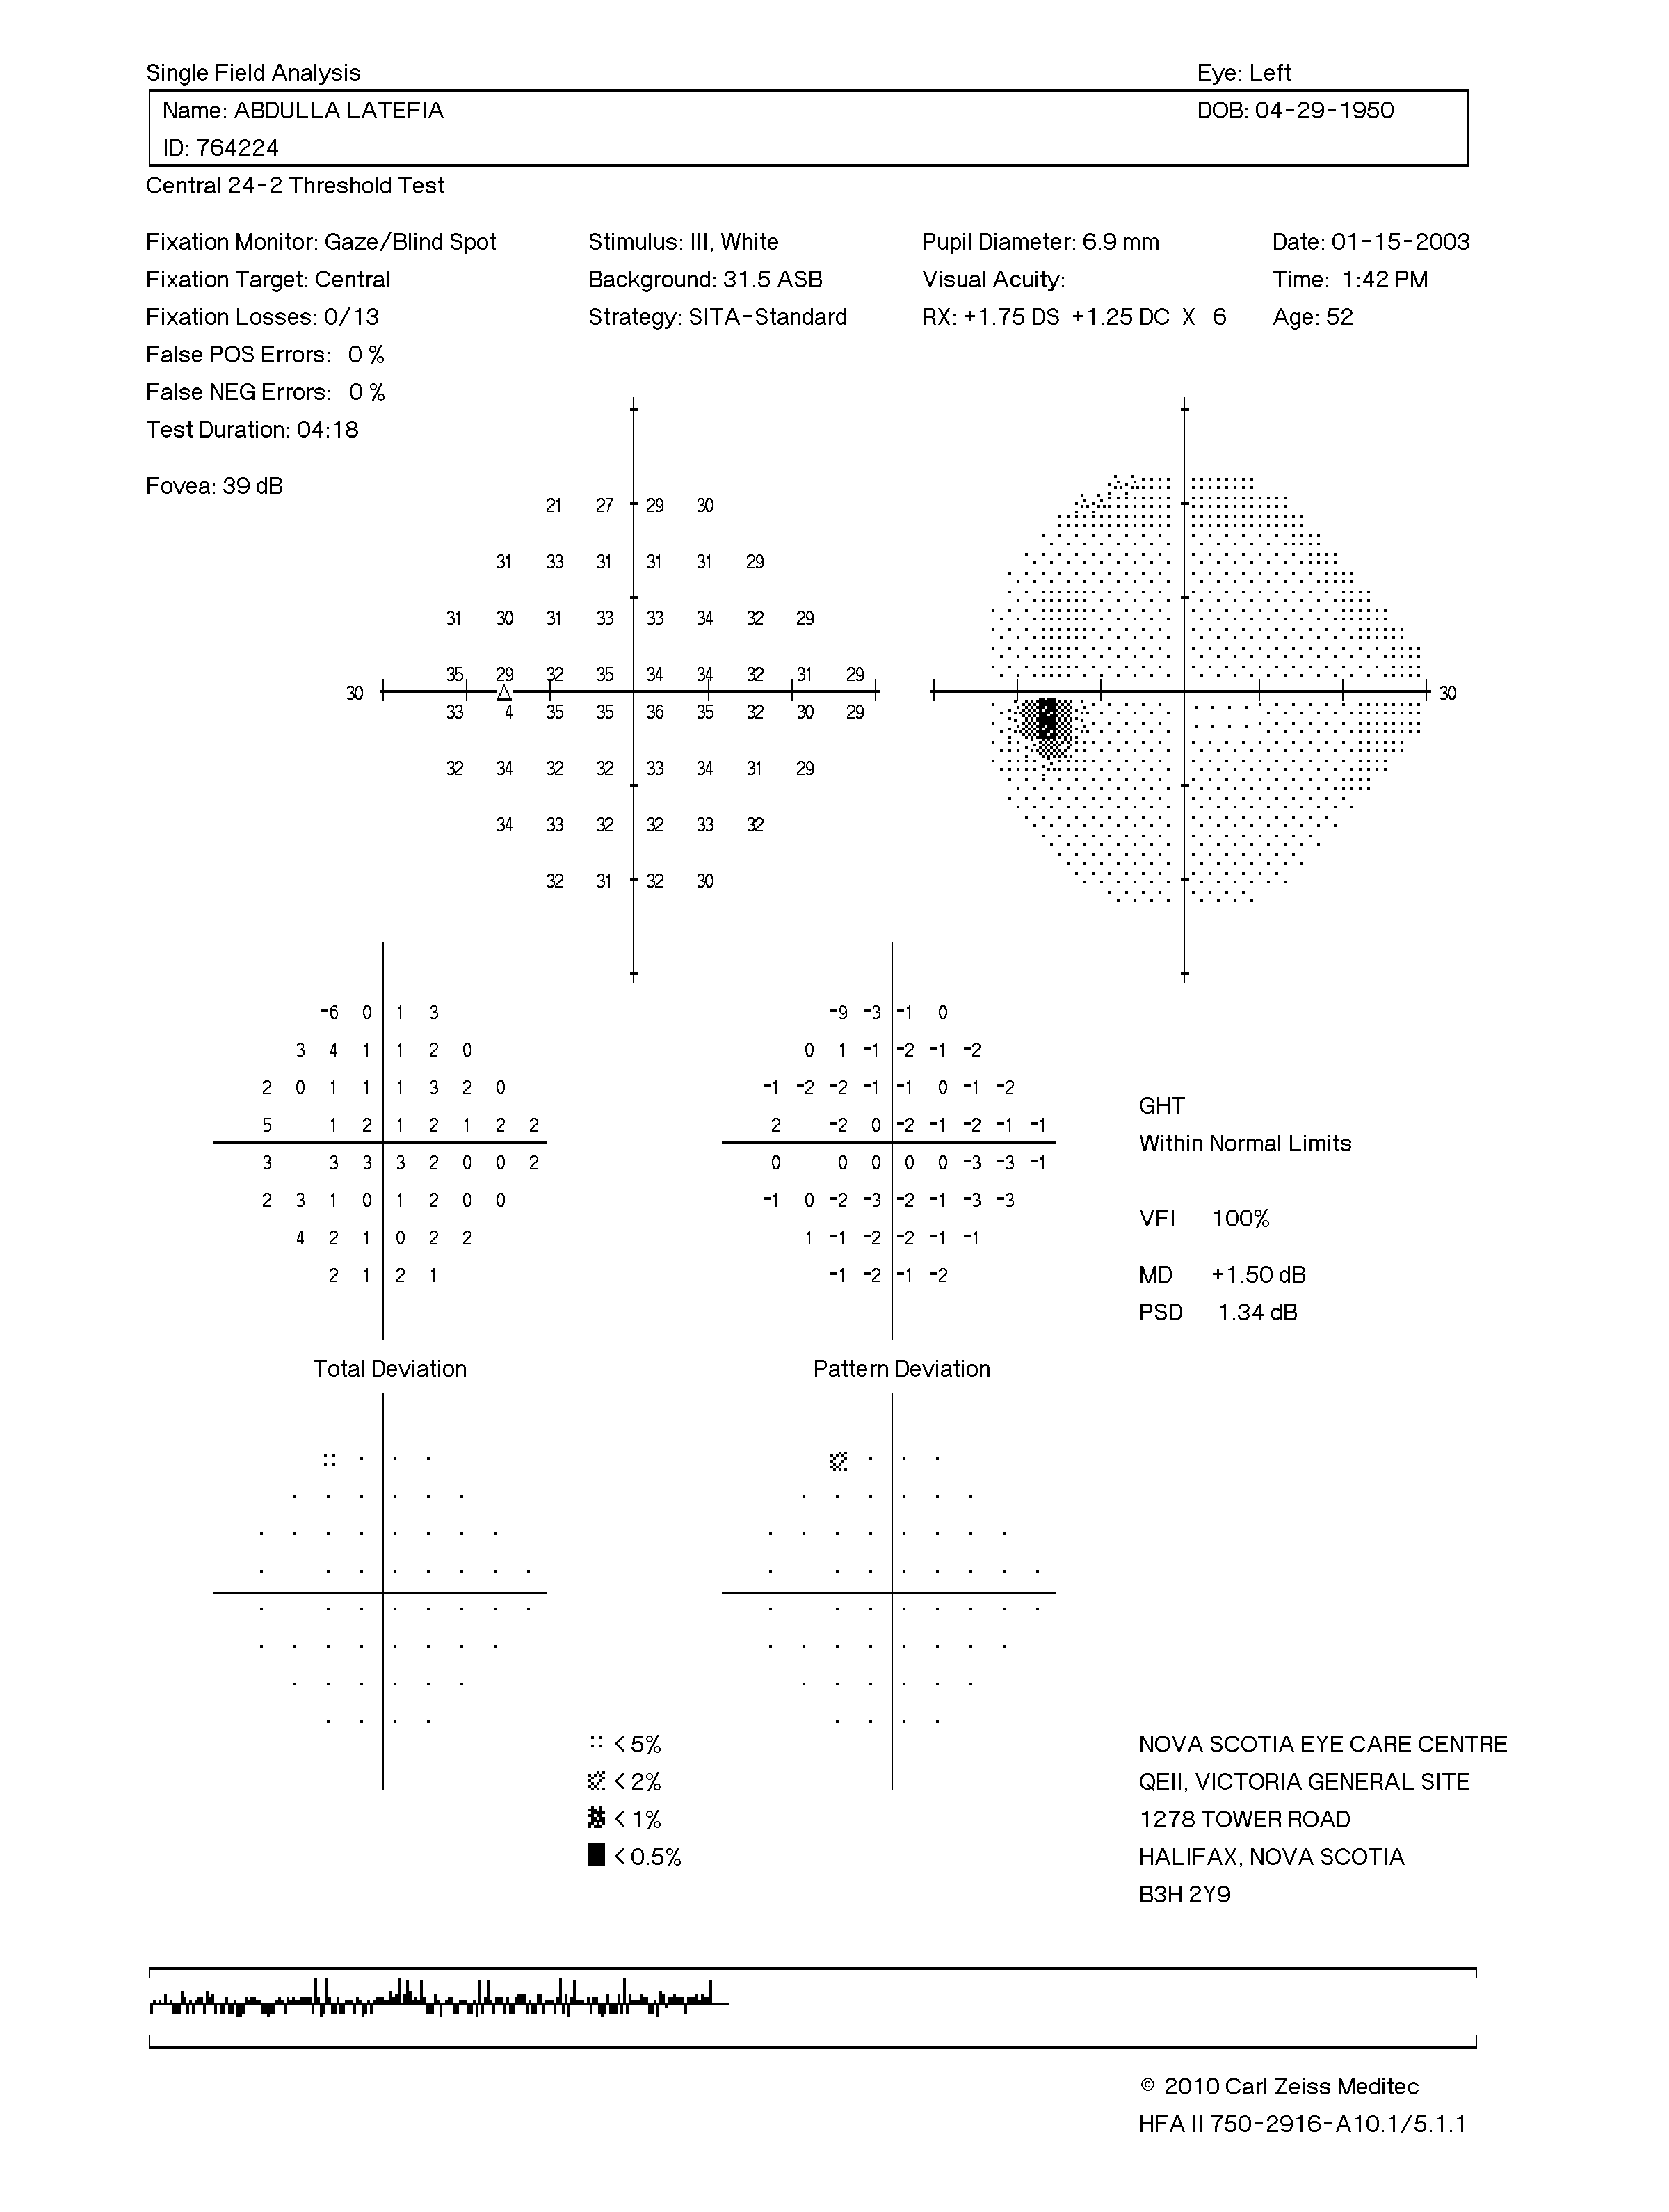 Single Field Analysis Eye: Left
Name: ABDULLA LATEFIA DOB: 04-29-1950
ID: 764224
Central 24-2 Threshold Test
Fixation Monitor: Gaze/Blind Spot Stimulus: III, White Pupil Diameter: 6.9 mm Date: 01-15-2003
Fixation Target: Central Background: 31.5 ASB Visual Acuity: Time: 1:42 PM
Fixation Losses: 0/13 Strategy: SITA-Standard RX: +1.75 DS +1.25 DC X 6 Age: 52
False POS Errors: 0 %
False NEG Errors: 0 %
Test Duration: 04:18
Fovea: 39 dB
21 27 29 30
31 33 31 31 31 29
31 30 31 33 33 34 32 29
35 29 32 35 34 34 32 31 29
30 30
33 4 35 35 36 35 32 30 29
32 34 32 32 33 34 31 29
34 33 32 32 33 32
32 31 32 30
-6 0 1 3 -9 -3 -1 0
3 4 1 1 2 0 0 1 -1 -2 -1 -2
2 0 1 1 1 3 2 0 -1 -2 -2 -1 -1 0 -1 -2
GHT
5 1 2 1 2 1 2 2 2 -2 0 -2 -1 -2 -1 -1
Within Normal Limits
3 3 3 3 2 0 0 2 0 0 0 0 0 -3 -3 -1
2 3 1 0 1 2 0 0 -1 0 -2 -3 -2 -1 -3 -3
VFI 100%
4 2 1 0 2 2 1 -1 -2 -2 -1 -1
2 1 2 1 -1 -2 -1 -2
MD +1.50 dB
PSD 1.34 dB
Total Deviation Pattern Deviation
< 5% NOVA SCOTIA EYE CARE CENTRE
< 2% QEII, VICTORIA GENERAL SITE
< 1% 1278 TOWER ROAD
< 0.5% HALIFAX, NOVA SCOTIA
B3H 2Y9
© 2010 Carl Zeiss Meditec
HFA II 750-2916-A10.1/5.1.1